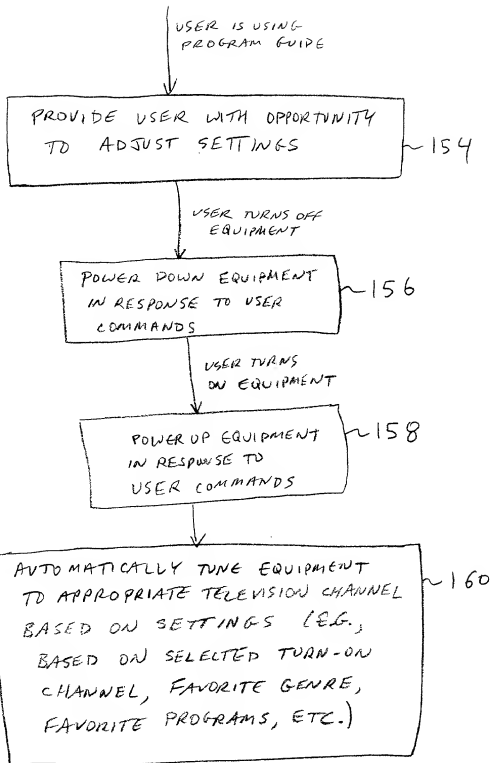 USER IS USING
PROGRAM GUIDE
PROVIDE USER WITH OPPORTUNITY
TO ADJUST SETTINGS
154
USER TURNS OFF
EQUIPMENT
POWER DOWN EQUIPMENT
IN RESPONSE TO USER
COMMANDS
156
USER TURNS
ON EQUIPMENT
POWER UP EQUIPMENT
IN RESPONSE TO
USER COMMANDS
158
AUTOMATICALLY TUNE EQUIPMENT
TO APPROPRIATE TELEVISION CHANNEL
BASED ON SETTINGS (E.G.,
BASED ON SELECTED TURN-ON
CHANNEL, FAVORITE GENRE,
FAVORITE PROGRAMS, ETC.)
160